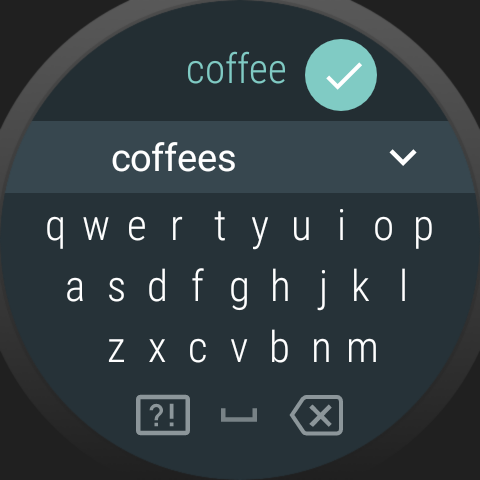 coffee
coffees
q w e r t y u i o p
a s d f g h j k l
z x c v b n m
?!